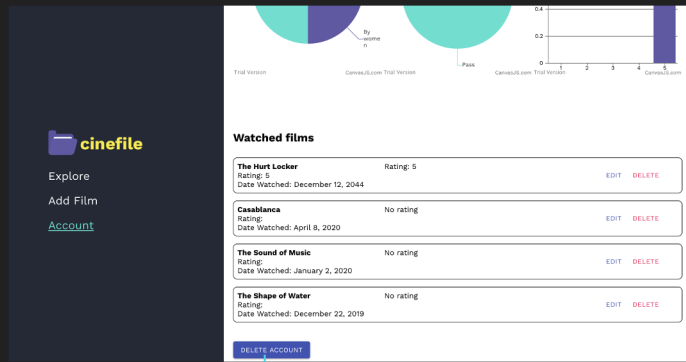 cinefile
Explore
Add Film
Account
By
wome
n
Trial Version
CanvasJS.com
Pass
Trial Version
CanvasJS.com
0.4
0.2
0
1 2 3 4 5
Trial Version
CanvasJS.com
Watched films
The Hurt Locker Rating: 5
Rating: 5 EDIT DELETE
Date Watched: December 12, 2044
Casablanca No rating
Rating: EDIT DELETE
Date Watched: April 8, 2020
The Sound of Music No rating
Rating: EDIT DELETE
Date Watched: January 2, 2020
The Shape of Water No rating
Rating: EDIT DELETE
Date Watched: December 22, 2019
DELETE ACCOUNT